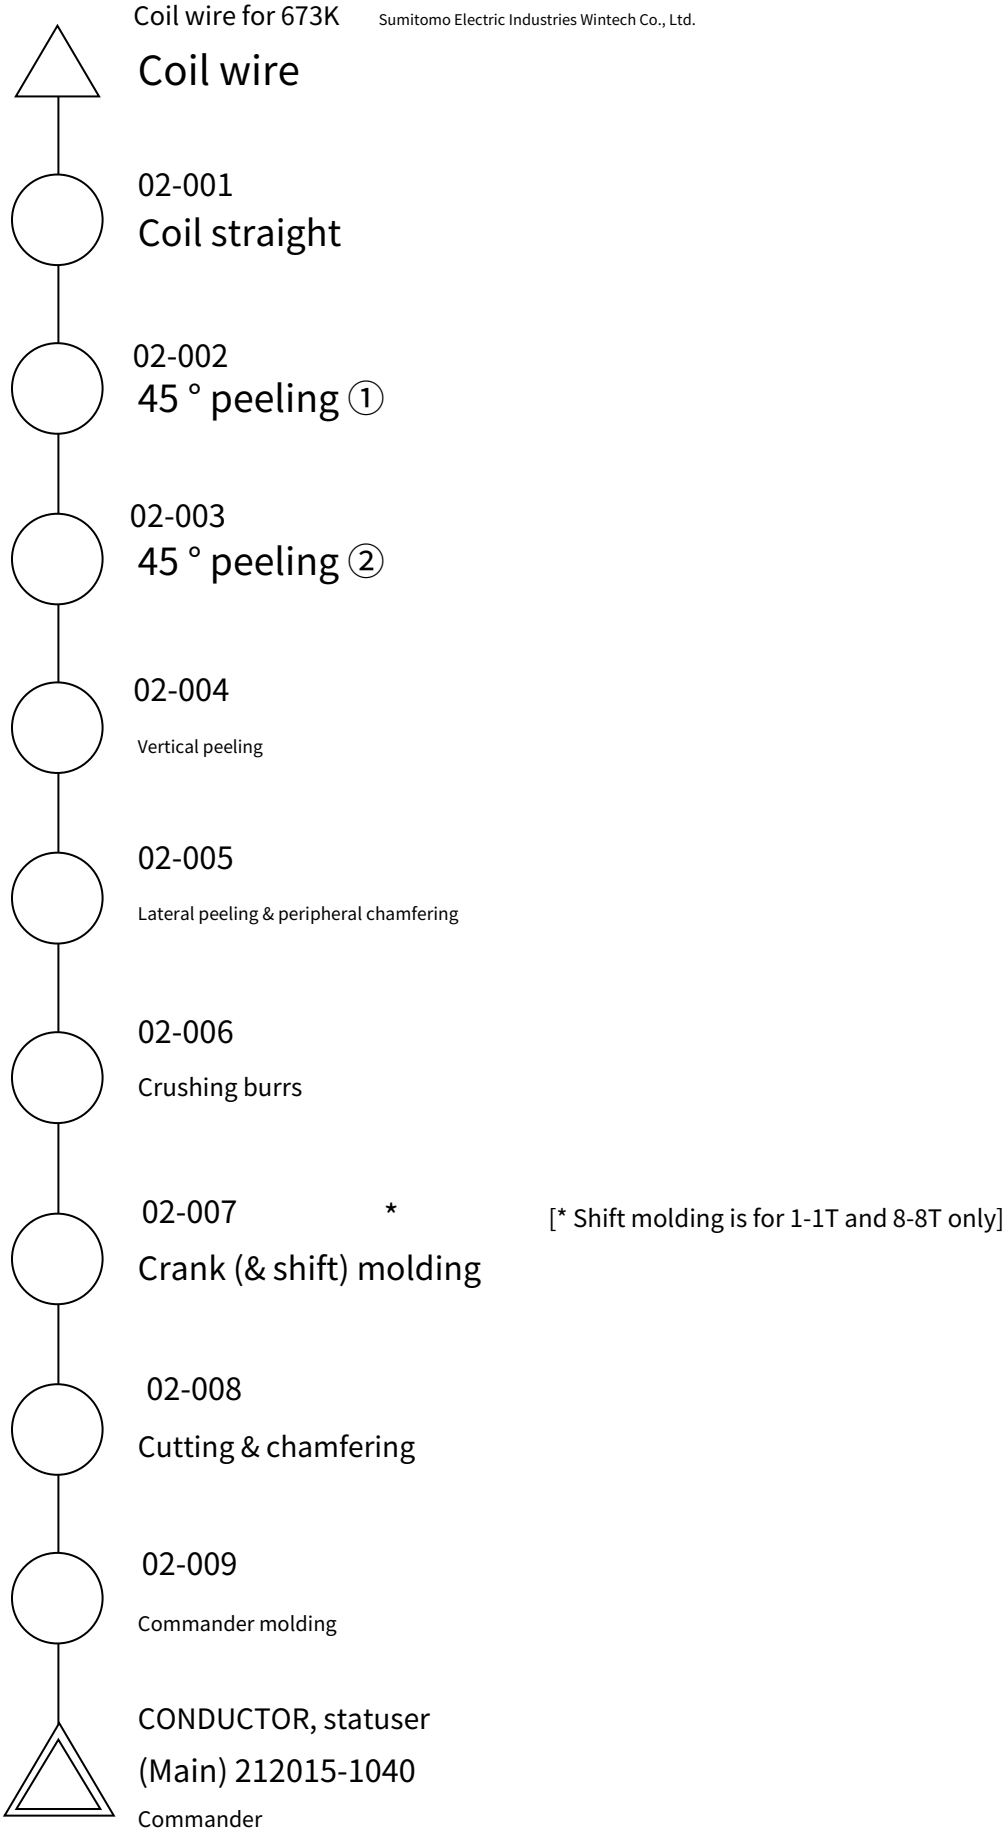 Coil wire for 673K Sumitomo Electric Industries Wintech Co., Ltd.
Coil wire
02-001
Coil straight
02-002
45 ° peeling ①
02-003
45 ° peeling ②
02-004
Vertical peeling
02-005
Lateral peeling & peripheral chamfering
02-006
Crushing burrs
02-007 * [* Shift molding is for 1-1T and 8-8T only]
Crank (& shift) molding
02-008
Cutting & chamfering
02-009
Commander molding
CONDUCTOR, statuser
(Main) 212015-1040
Commander